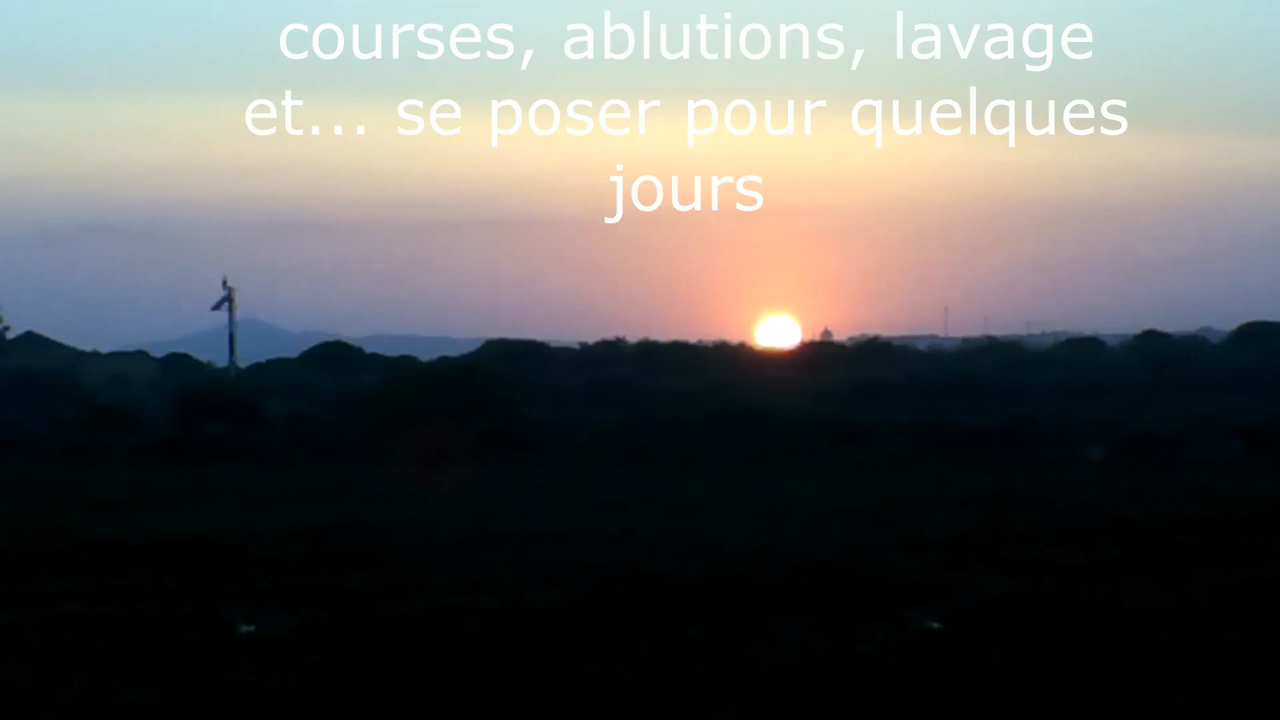 courses, ablutions, lavage
et... se poser pour quelques
jours